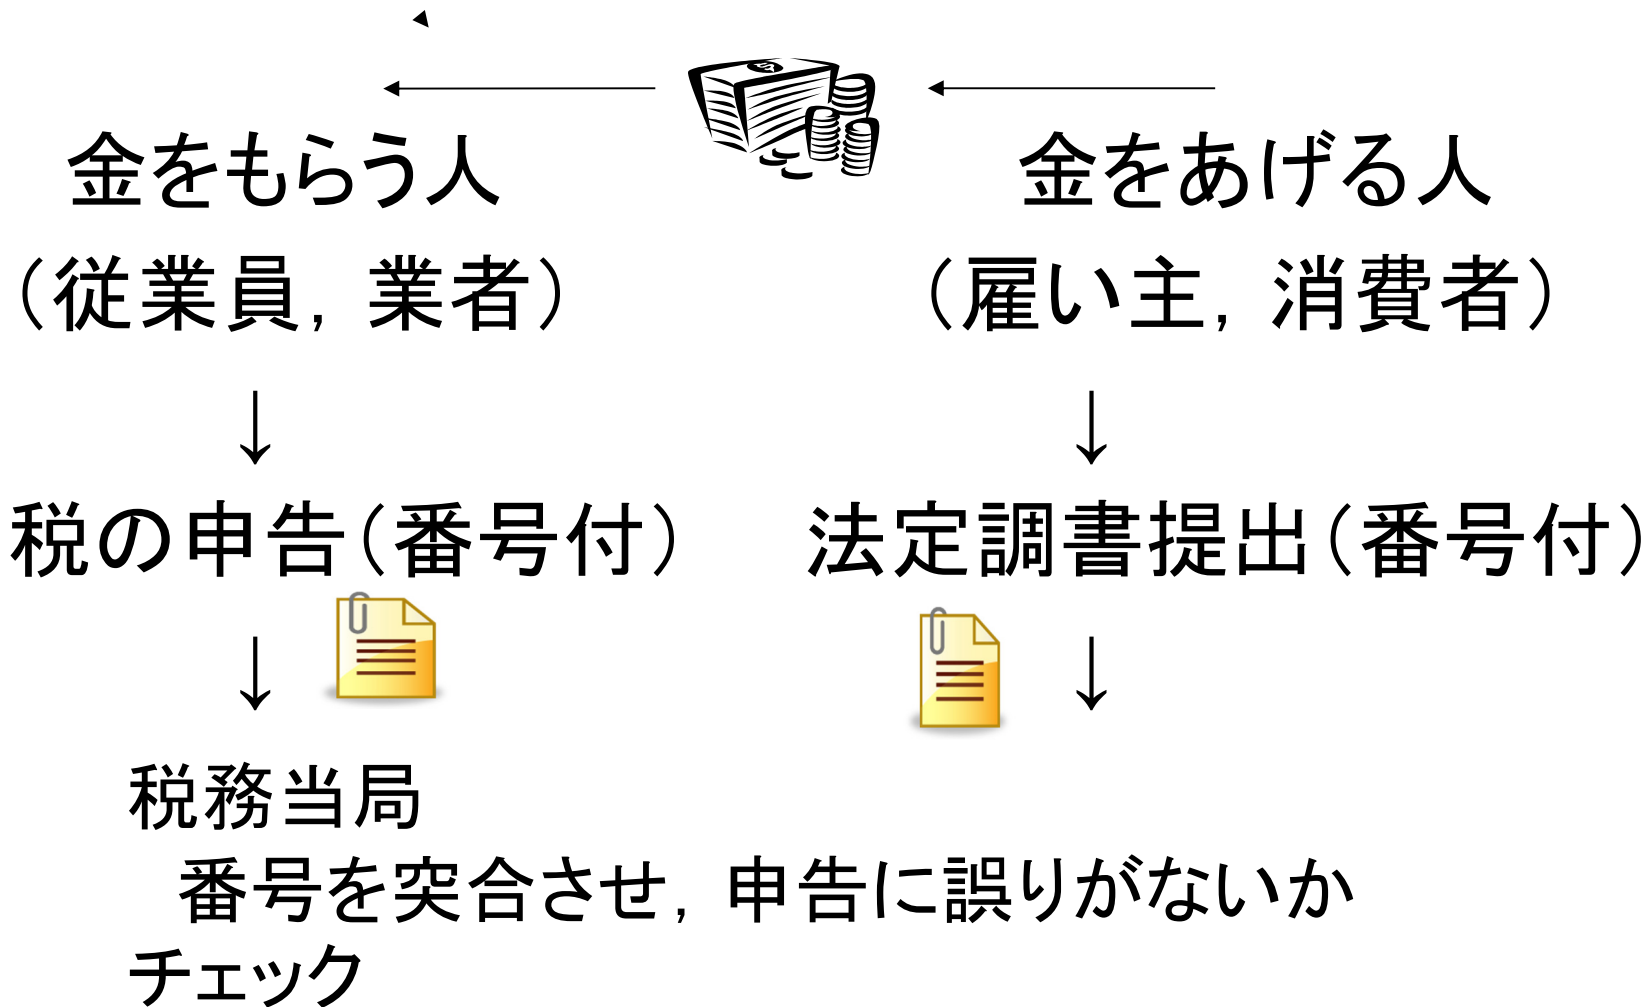 金をもらう人　金をあげる人
（従業員，業者）　（雇い主，消費者）
↓　↓
税の申告（番号付）　法定調書提出（番号付）
↓　↓
税務当局
番号を突合させ，申告に誤りがないか
チェック